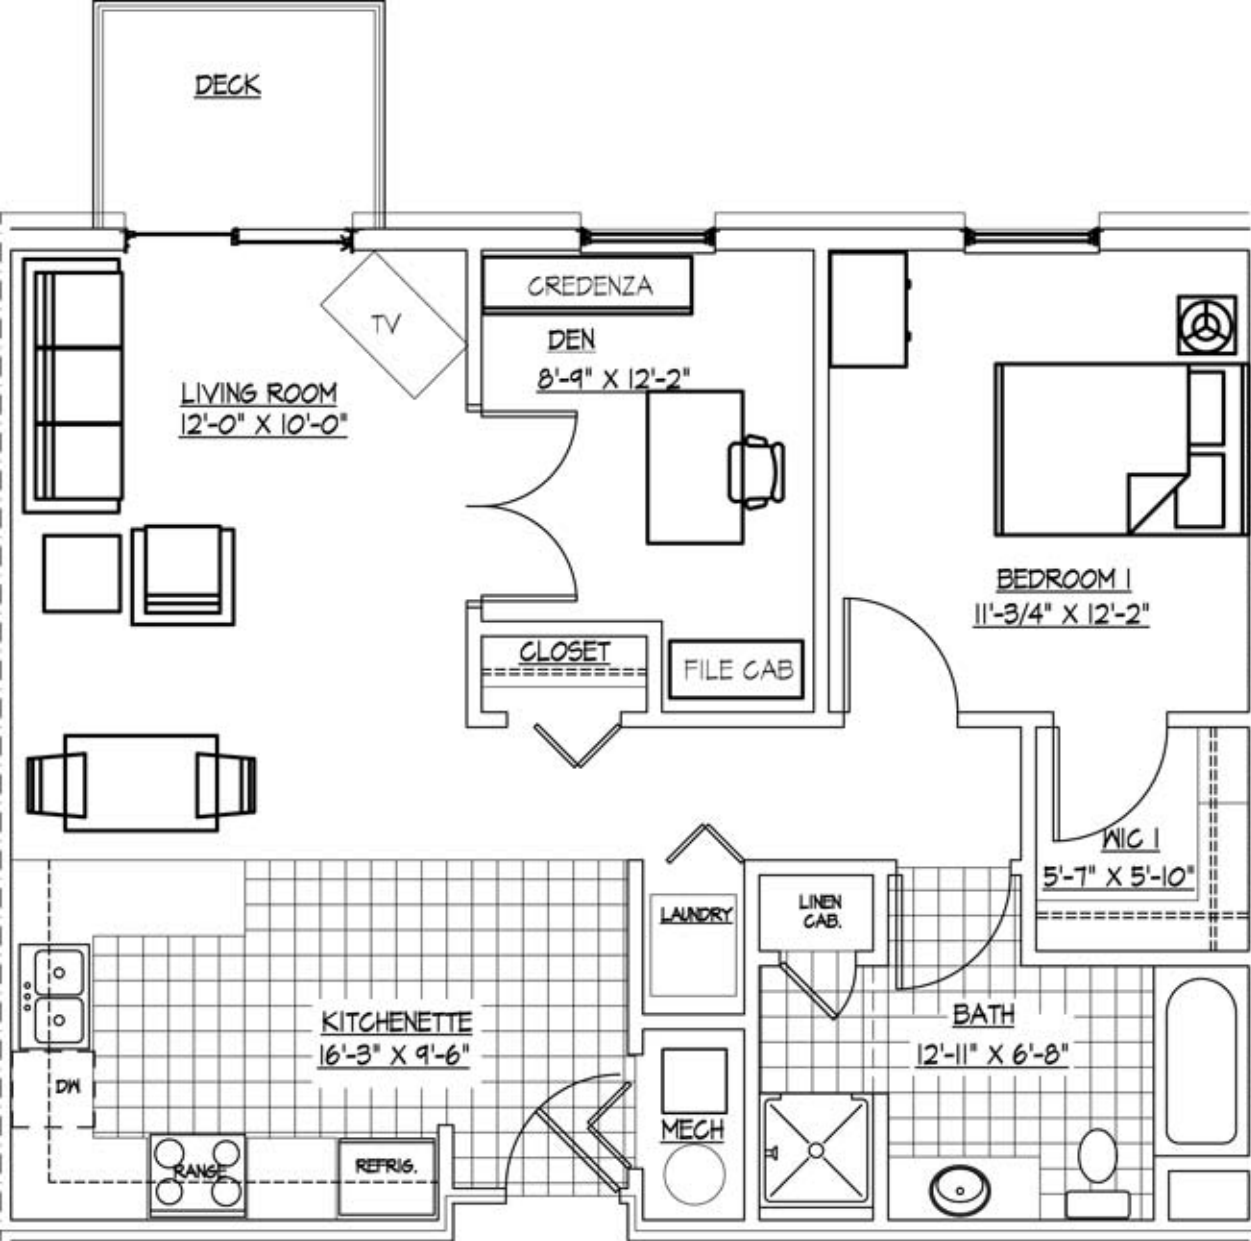 DECK
CREDENZA
TV
DEN
8'-9" X 12'-2"
LIVING ROOM
12'-0" X 10'-0"
BEDROOM 1
11'-3/4" X 12'-2"
CLOSET
FILE CAB
WIC 1
5'-7" X 5'-10"
LAUNDRY
LINEN
CAB.
KITCHENETTE
16'-3" X 9'-6"
BATH
12'-11" X 6'-8"
DW
MECH
RANGE
REFRIG.